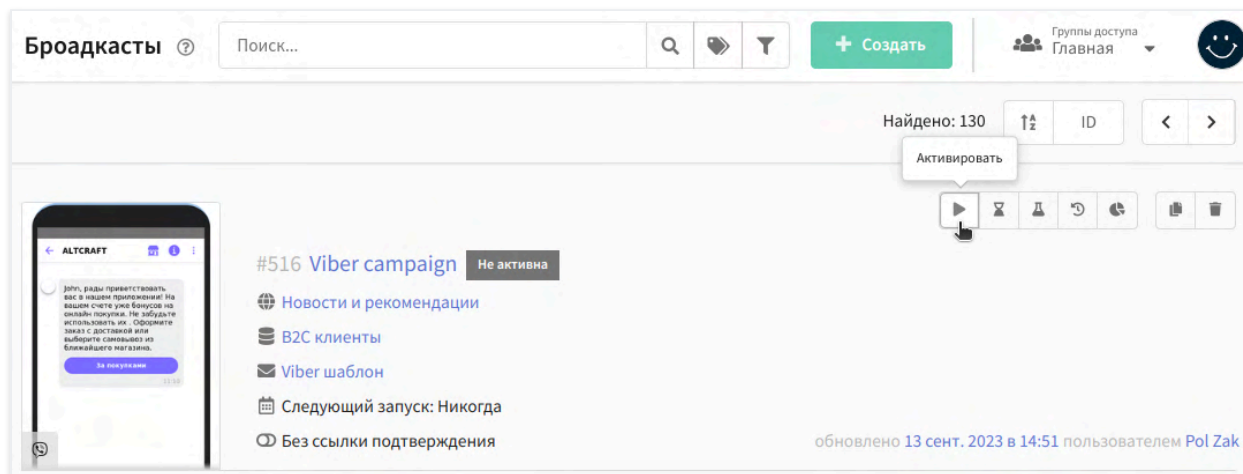 Броадкасты
Поиск...
Создать
Группы доступа
Главная
Найдено: 130
ID
Активировать
ALTCRAFT
John, рады приветствовать
вас в нашем приложении! На
вашем счете уже бонусов на
онлайн покупки. Не забудьте
использовать их . Оформите
заказ с доставкой или
выберите самовывоз из
ближайшего магазина.
За покупками
#516 Viber campaign Не активна
Новости и рекомендации
B2C клиенты
Viber шаблон
Следующий запуск: Никогда
Без ссылки подтверждения
обновлено 13 сент. 2023 в 14:51 пользователем Pol Zak